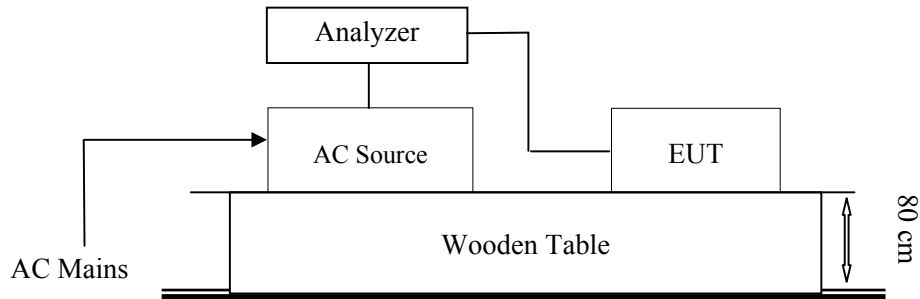 Analyzer
AC Source
EUT
80 cm
Wooden Table
AC Mains